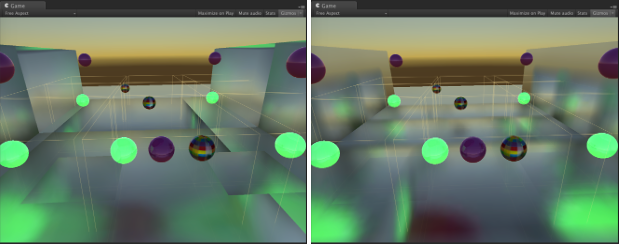 Game
Free Aspect
Maximize on Play Mute audio Stats Gizmos
Game
Free Aspect
Maximize on Play Mute audio Stats Gizmos